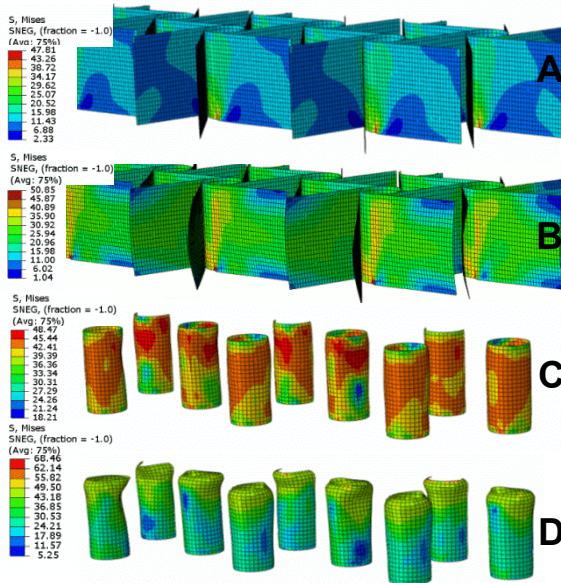 S, Mises
SNEG, (fraction = -1.0)
(Avg: 75%)
47.81
43.26
38.72
34.17
29.62
25.07
20.52
15.98
11.43
6.88
2.33
A
S, Mises
SNEG, (fraction = -1.0)
(Avg: 75%)
50.85
45.87
40.89
35.90
30.92
25.94
20.96
15.98
11.00
6.02
1.04
B
S, Mises
SNEG, (fraction = -1.0)
(Avg: 75%)
48.47
45.44
42.41
39.39
36.36
33.34
30.31
27.29
24.26
21.24
18.21
C
S, Mises
SNEG, (fraction = -1.0)
(Avg: 75%)
68.46
62.14
55.82
49.50
43.18
36.85
30.53
24.21
17.89
11.57
5.25
D